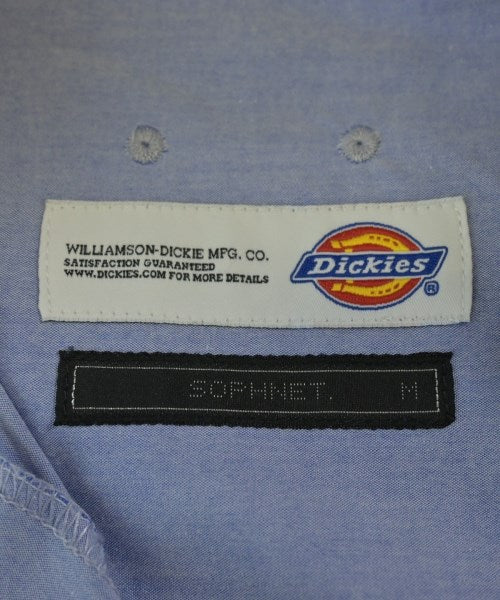 WILLIAMSON-DICKIE MFG. CO.
SATISFACTION GUARANTEED
WWW.DICKIES.COM FOR MORE DETAILS
Dickies®
SOPHNET. M